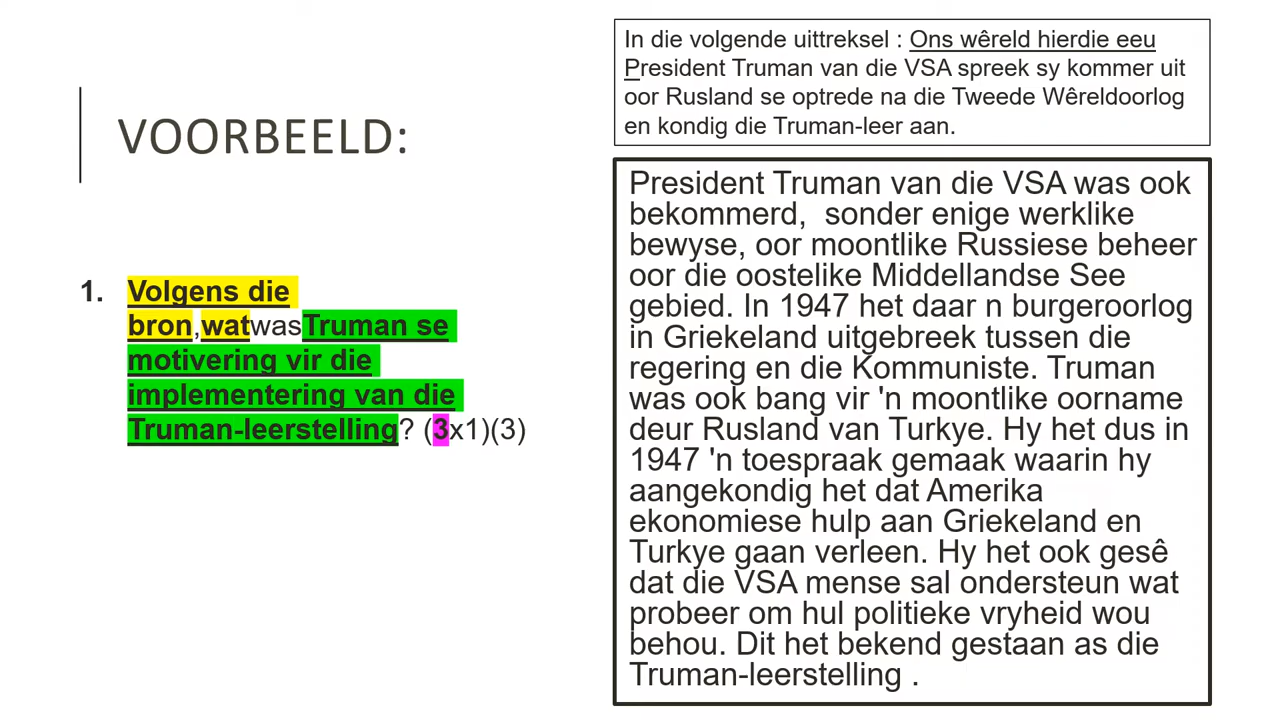 VOORBEELD:
1. Volgens die
bron,watwasTruman se
motivering vir die
implementering van die
Truman-leerstelling? (3x1)(3)
In die volgende uittreksel : Ons wêreld hierdie eeu
President Truman van die VSA spreek sy kommer uit
oor Rusland se optrede na die Tweede Wêreldoorlog
en kondig die Truman-leer aan.
President Truman van die VSA was ook
bekommerd, sonder enige werklike
bewyse, oor moontlike Russiese beheer
oor die oostelike Middellandse See
gebied. In 1947 het daar n burgeroorlog
in Griekeland uitgebreek tussen die
regering en die Kommuniste. Truman
was ook bang vir 'n moontlike oorname
deur Rusland van Turkye. Hy het dus in
1947 'n toespraak gemaak waarin hy
aangekondig het dat Amerika
ekonomiese hulp aan Griekeland en
Turkye gaan verleen. Hy het ook gesê
dat die VSA mense sal ondersteun wat
probeer om hul politieke vryheid wou
behou. Dit het bekend gestaan as die
Truman-leerstelling .